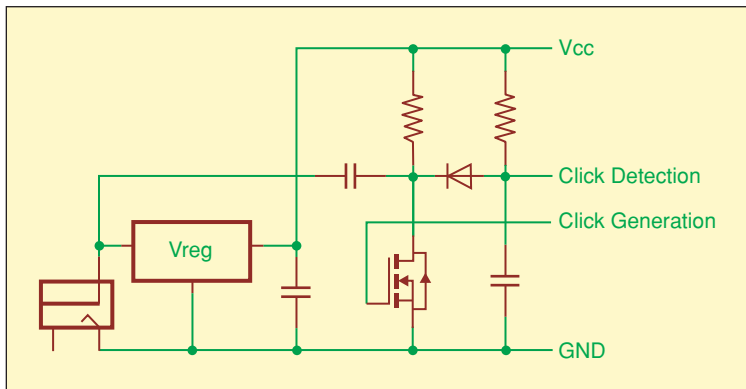 Vcc
Click Detection
Click Generation
Vreg
GND